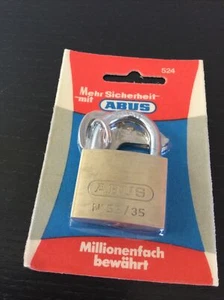 624
Mehr Sicherheit
mit ABUS
ABUS
Millionenfach
bewährt